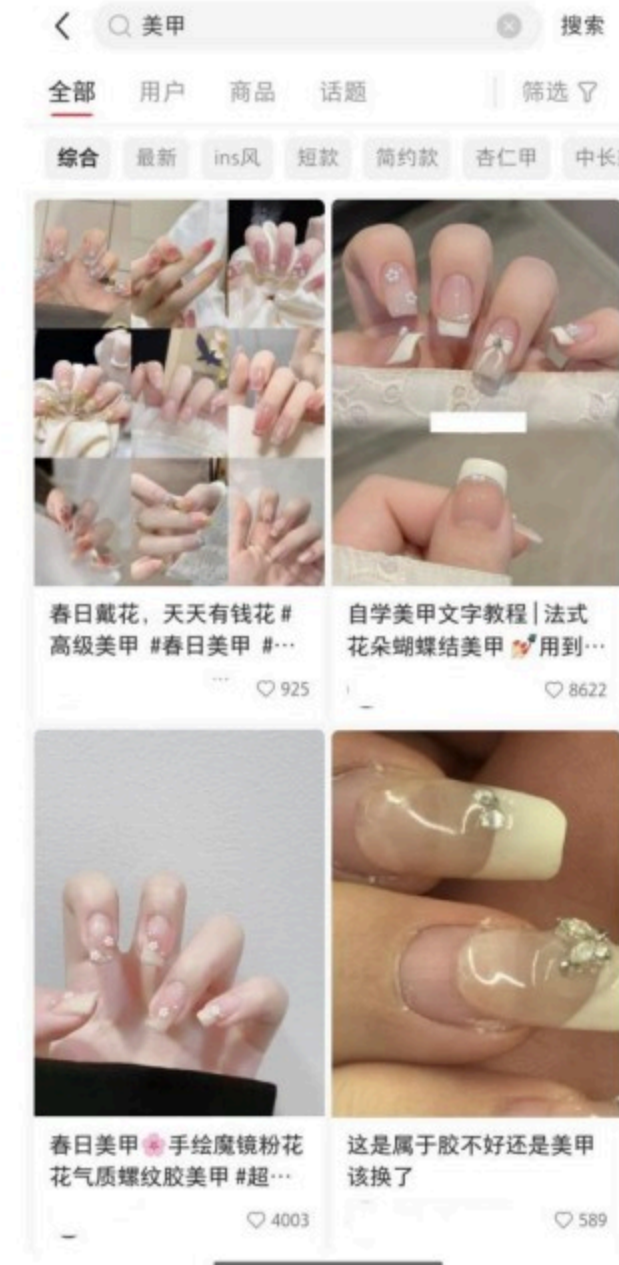 美甲
搜索
全部 用户 商品 话题 筛选
综合 最新 ins风 短款 简约款 杏仁甲 中长
春日戴花，天天有钱花 #
高级美甲 #春日美甲 #…
925
自学美甲文字教程 | 法式
花朵蝴蝶结美甲 💅 用到…
8622
春日美甲🌸手绘魔镜粉花
花气质螺纹胶美甲 #超…
4003
这是属于胶不好还是美甲
该换了
589